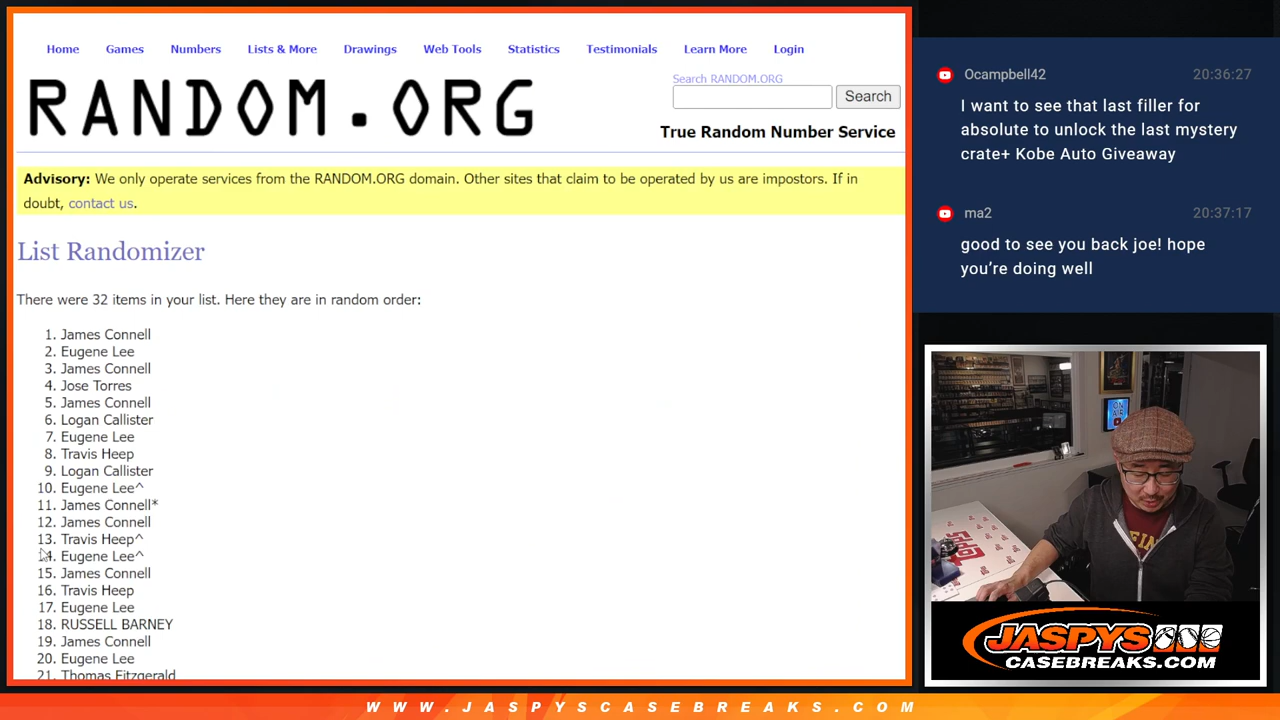 Home Games Numbers Lists & More Drawings Web Tools Statistics Testimonials Learn More Login
RANDOM.ORG
Search RANDOM.ORG
Search
True Random Number Service
Advisory: We only operate services from the RANDOM.ORG domain. Other sites that claim to be operated by us are impostors. If in
doubt, contact us.
List Randomizer
There were 32 items in your list. Here they are in random order:
1. James Connell
2. Eugene Lee
3. James Connell
4. Jose Torres
5. James Connell
6. Logan Callister
7. Eugene Lee
8. Travis Heep
9. Logan Callister
10. Eugene Lee^
11. James Connell*
12. James Connell
13. Travis Heep^
14. Eugene Lee^
15. James Connell
16. Travis Heep
17. Eugene Lee
18. RUSSELL BARNEY
19. James Connell
20. Eugene Lee
21. Thomas Fitzgerald
Ocampbell42 20:36:27
I want to see that last filler for
absolute to unlock the last mystery
crate+ Kobe Auto Giveaway
ma2 20:37:17
good to see you back joe! hope
you're doing well
ON
AIR
topps
JASPYS
CASEBREAKS.COM
WWW.JASPYSCASEBREAKS.COM